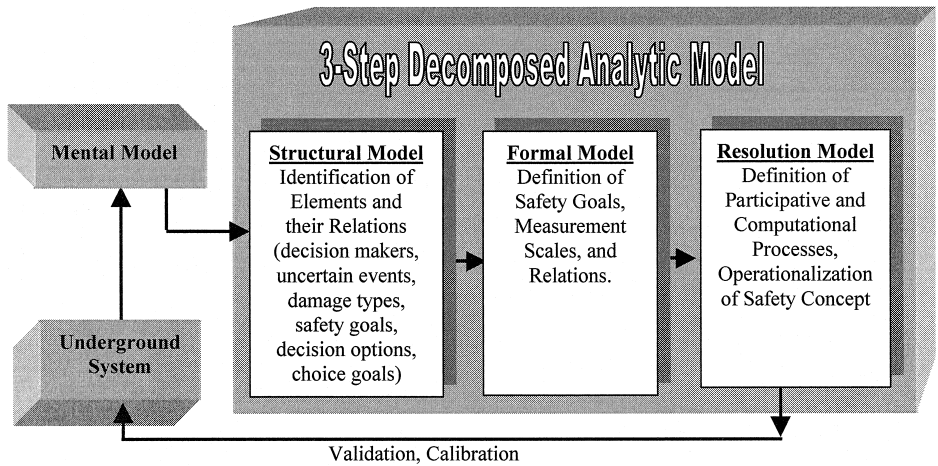 3-Step Decomposed Analytic Model
Mental Model
Underground
System
Structural Model
Identification of
Elements and
their Relations
(decision makers,
uncertain events,
damage types,
safety goals,
decision options,
choice goals)
Formal Model
Definition of
Safety Goals,
Measurement
Scales, and
Relations.
Resolution Model
Definition of
Participative and
Computational
Processes,
Operationalization
of Safety Concept
Validation, Calibration